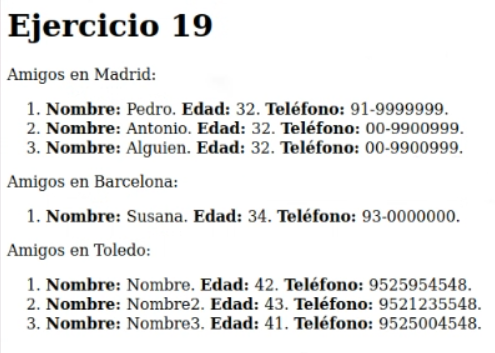 Ejercicio 19
Amigos en Madrid:
1. Nombre: Pedro. Edad: 32. Teléfono: 91-9999999.
2. Nombre: Antonio. Edad: 32. Teléfono: 00-9900999.
3. Nombre: Alguien. Edad: 32. Teléfono: 00-9900999.
Amigos en Barcelona:
1. Nombre: Susana. Edad: 34. Teléfono: 93-0000000.
Amigos en Toledo:
1. Nombre: Nombre. Edad: 42. Teléfono: 9525954548.
2. Nombre: Nombre2. Edad: 43. Teléfono: 9521235548.
3. Nombre: Nombre3. Edad: 41. Teléfono: 9525004548.